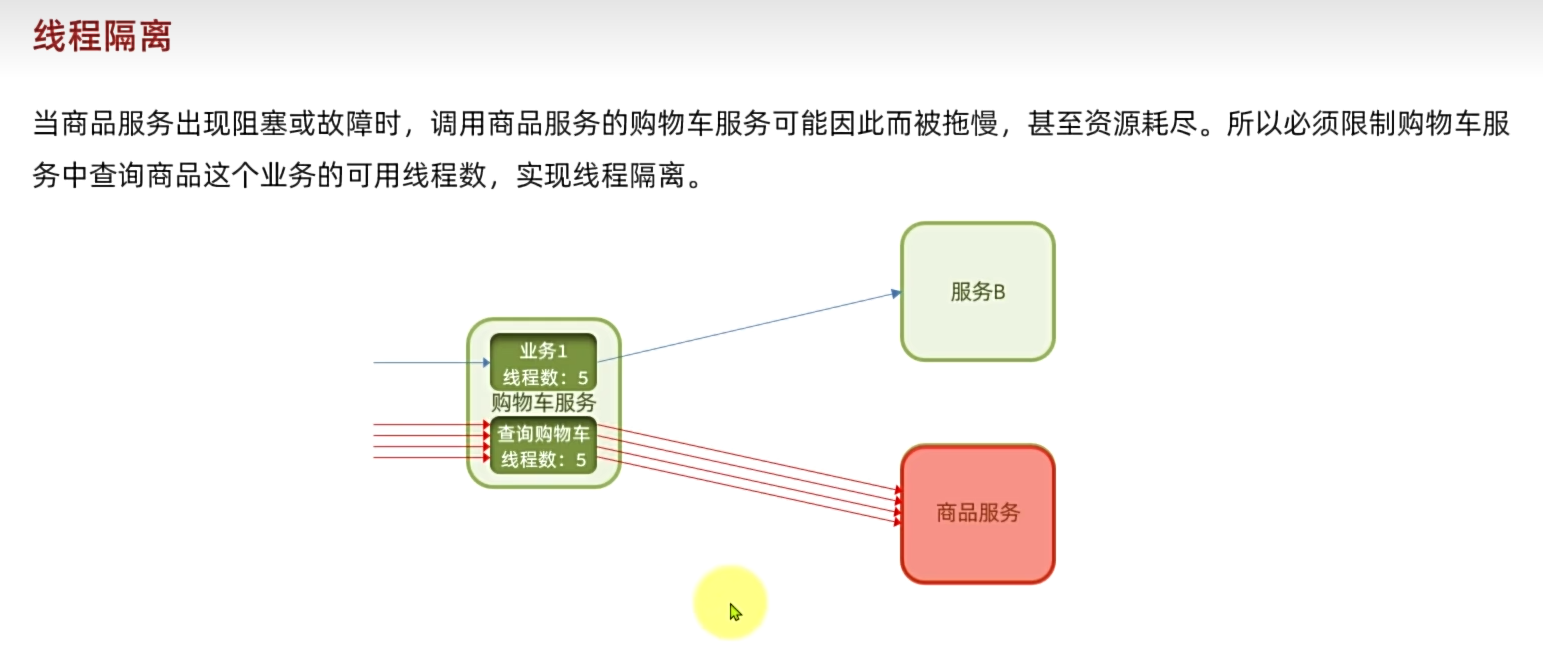 线程隔离
当商品服务出现阻塞或故障时，调用商品服务的购物车服务可能因此而被拖慢，甚至资源耗尽。所以必须限制购物车服
务中查询商品这个业务的可用线程数，实现线程隔离。
服务B
业务1
线程数：5
购物车服务
查询购物车
线程数：5
商品服务